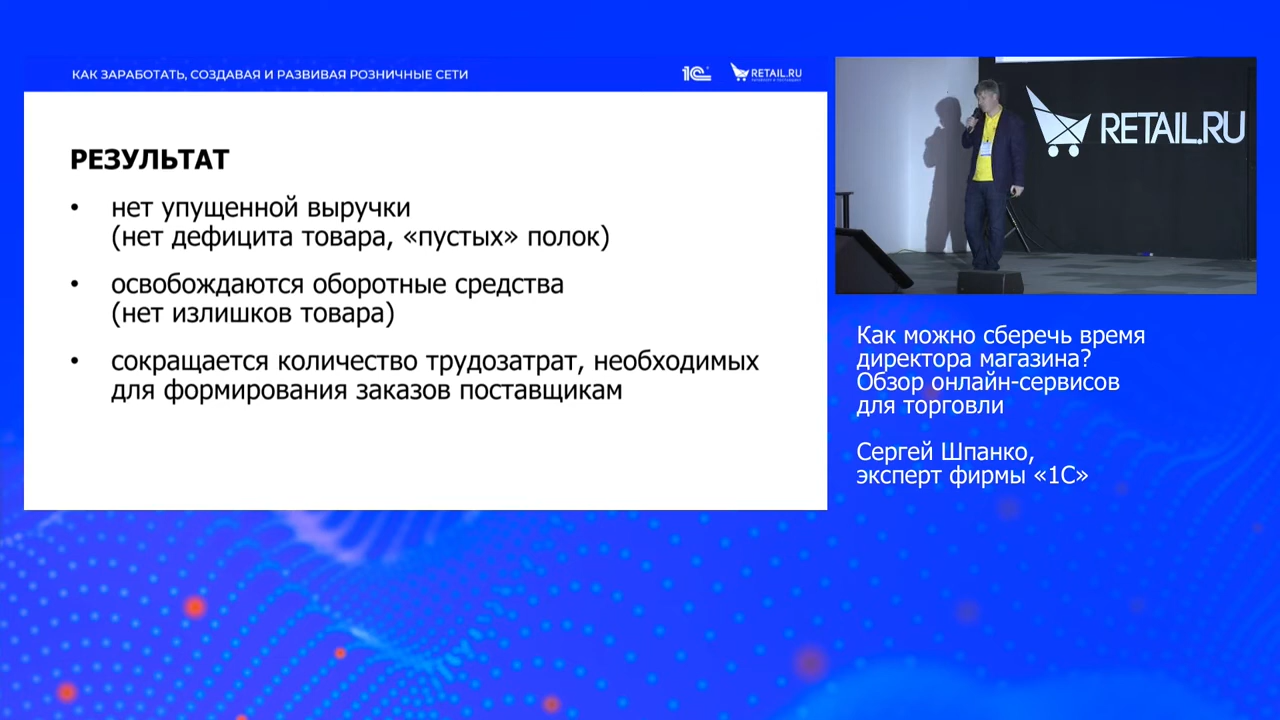 КАК ЗАРАБОТАТЬ, СОЗДАВАЯ И РАЗВИВАЯ РОЗНИЧНЫЕ СЕТИ
1С
RETAIL.RU
РЕЗУЛЬТАТ
• нет упущенной выручки
(нет дефицита товара, «пустых» полок)
• освобождаются оборотные средства
(нет излишков товара)
• сокращается количество трудозатрат, необходимых
для формирования заказов поставщикам
RETAIL.RU
Как можно сберечь время
директора магазина?
Обзор онлайн-сервисов
для торговли
Сергей Шпанко,
эксперт фирмы «1С»